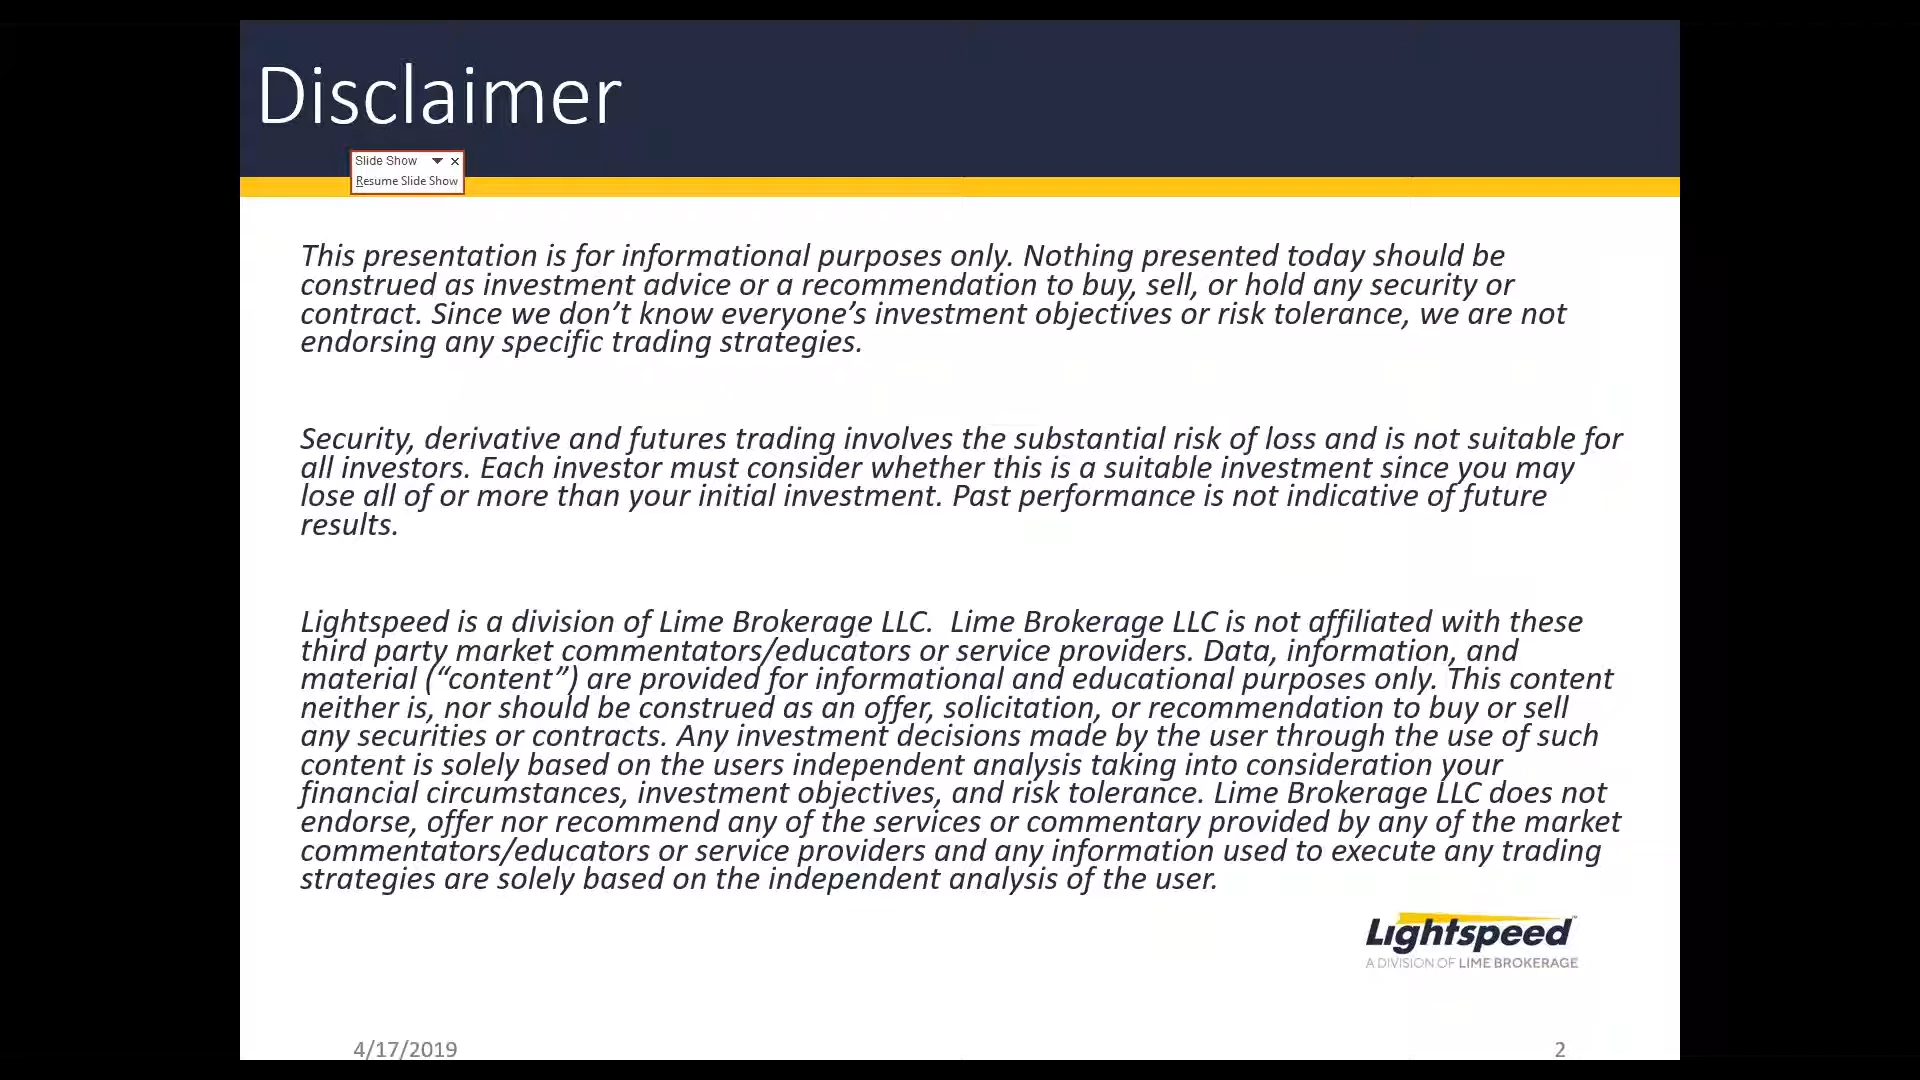 Disclaimer
Slide Show
Resume Slide Show
This presentation is for informational purposes only. Nothing presented today should be
construed as investment advice or a recommendation to buy, sell, or hold any security or
contract. Since we don’t know everyone’s investment objectives or risk tolerance, we are not
endorsing any specific trading strategies.
Security, derivative and futures trading involves the substantial risk of loss and is not suitable for
all investors. Each investor must consider whether this is a suitable investment since you may
lose all of or more than your initial investment. Past performance is not indicative of future
results.
Lightspeed is a division of Lime Brokerage LLC.  Lime Brokerage LLC is not affiliated with these
third party market commentators/educators or service providers. Data, information, and
material (“content”) are provided for informational and educational purposes only. This content
neither is, nor should be construed as an offer, solicitation, or recommendation to buy or sell
any securities or contracts. Any investment decisions made by the user through the use of such
content is solely based on the users independent analysis taking into consideration your
financial circumstances, investment objectives, and risk tolerance. Lime Brokerage LLC does not
endorse, offer nor recommend any of the services or commentary provided by any of the market
commentators/educators or service providers and any information used to execute any trading
strategies are solely based on the independent analysis of the user.
Lightspeed™
A DIVISION OF LIME BROKERAGE
4/17/2019
2